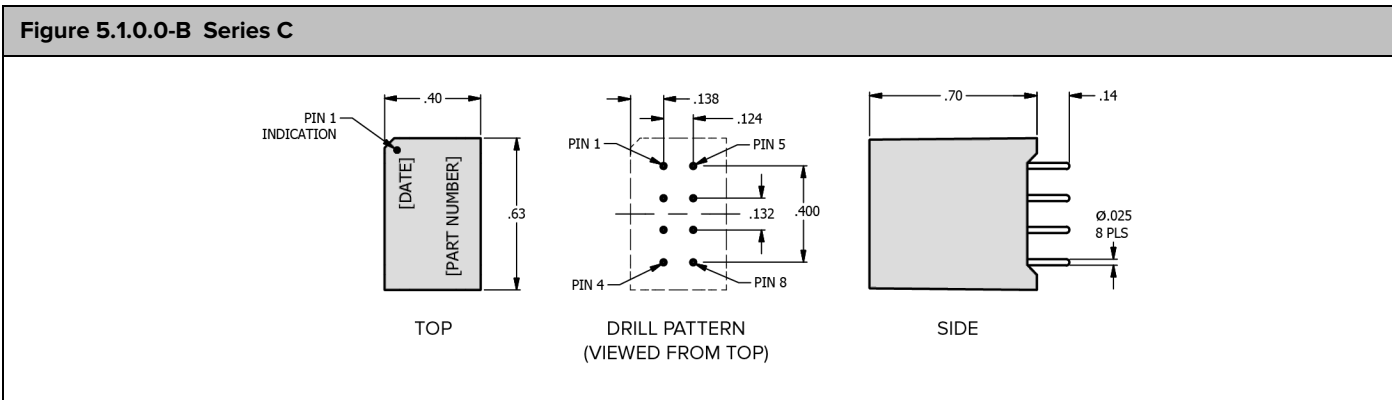 Figure 5.1.0.0-B Series C
.40
PIN 1
INDICATION
[DATE]
[PART NUMBER]
.63
TOP
.138
.124
PIN 1
PIN 5
.132
.400
PIN 4
PIN 8
DRILL PATTERN
(VIEWED FROM TOP)
.70
.14
Ø.025
8 PLS
SIDE